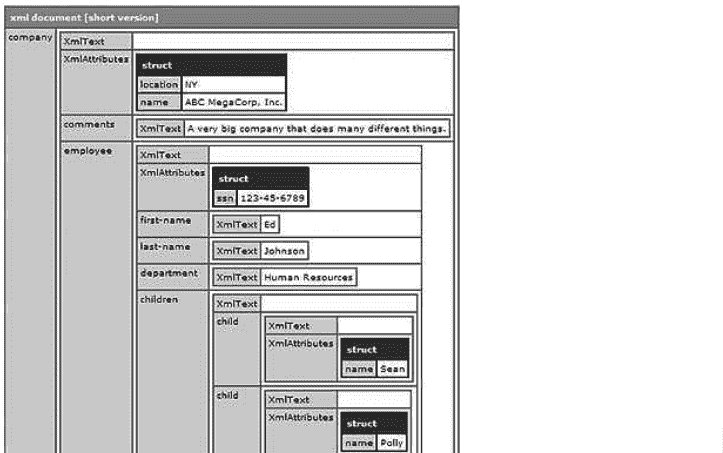 xml document [short version]
company XmlText
XmlAttributes
struct
location NY
name ABC MegaCorp, Inc.
comments XmlText A very big company that does many different things.
employee XmlText
XmlAttributes
struct
ssn 123-45-6789
first-name XmlText Ed
last-name XmlText Johnson
department XmlText Human Resources
children XmlText
child XmlText
XmlAttributes
struct
name Sean
child XmlText
XmlAttributes
struct
name Polly